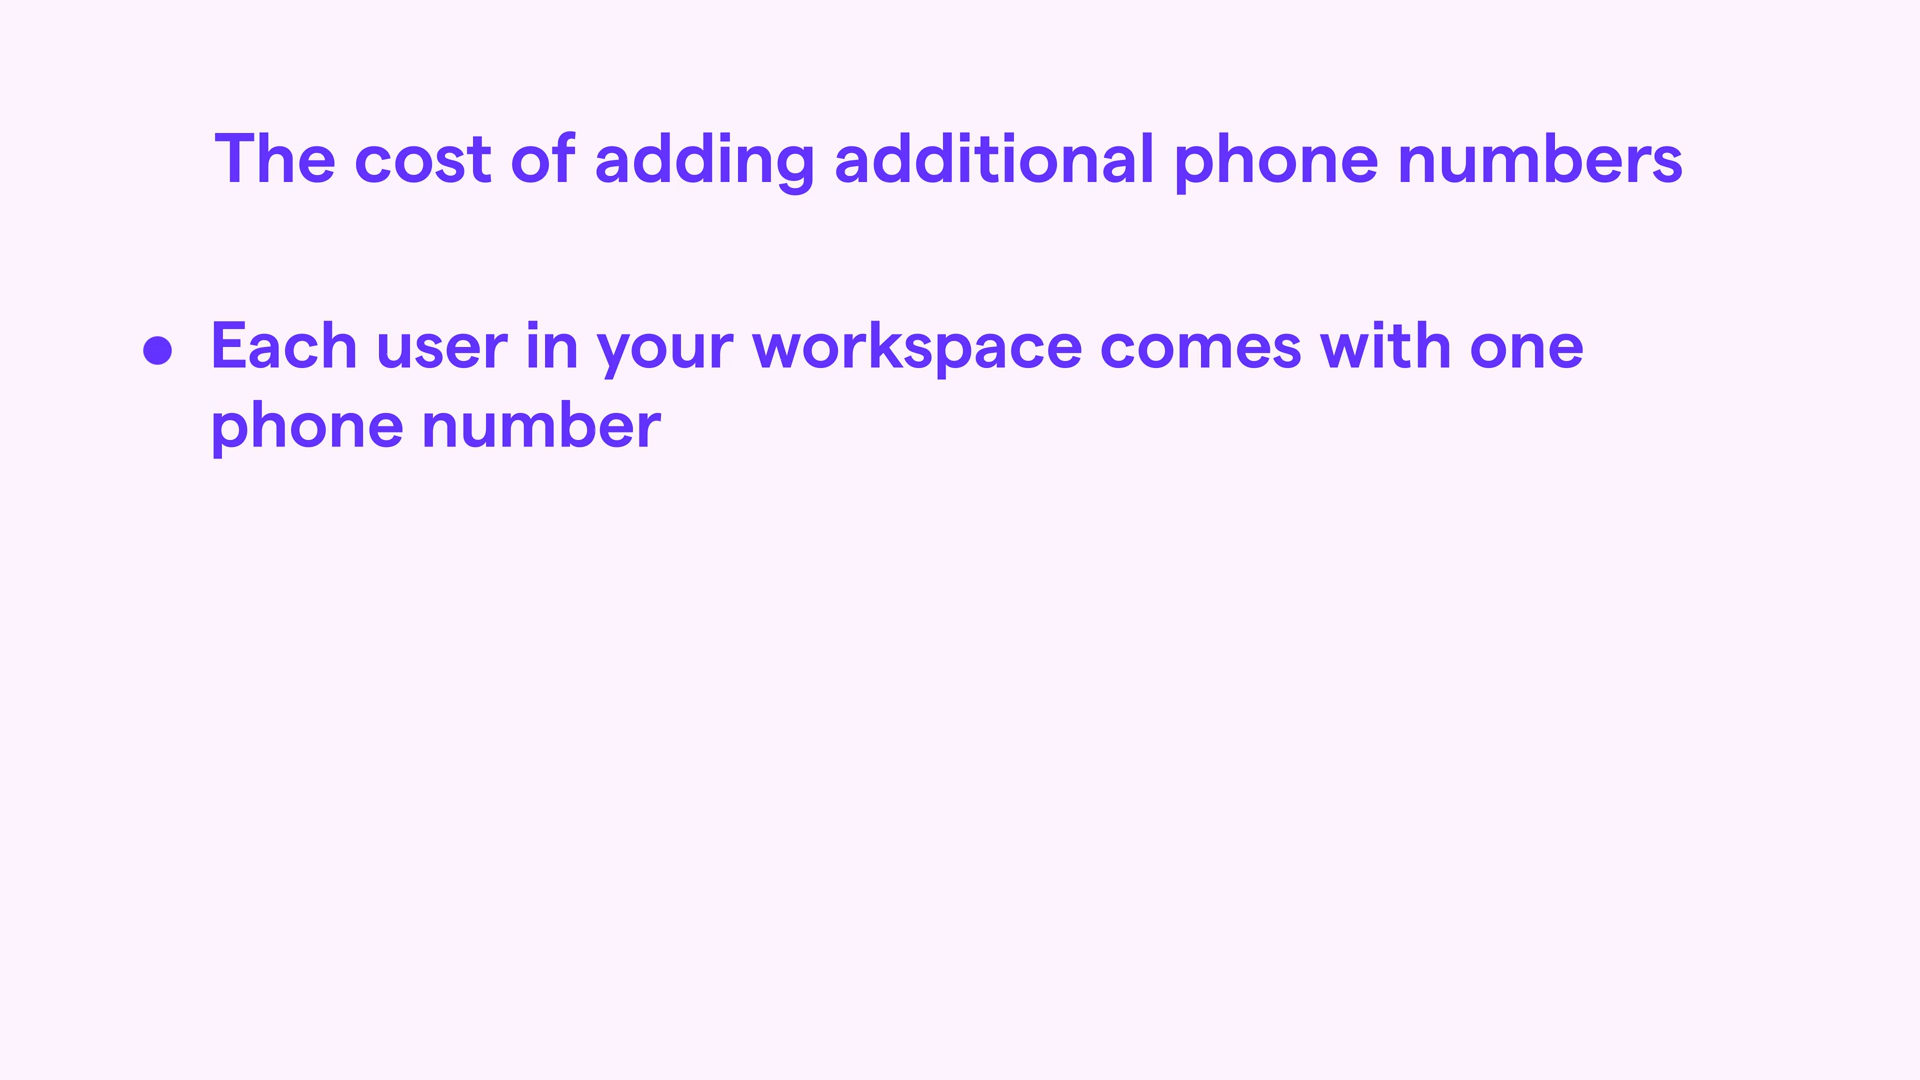 The cost of adding additional phone numbers
● Each user in your workspace comes with one
phone number